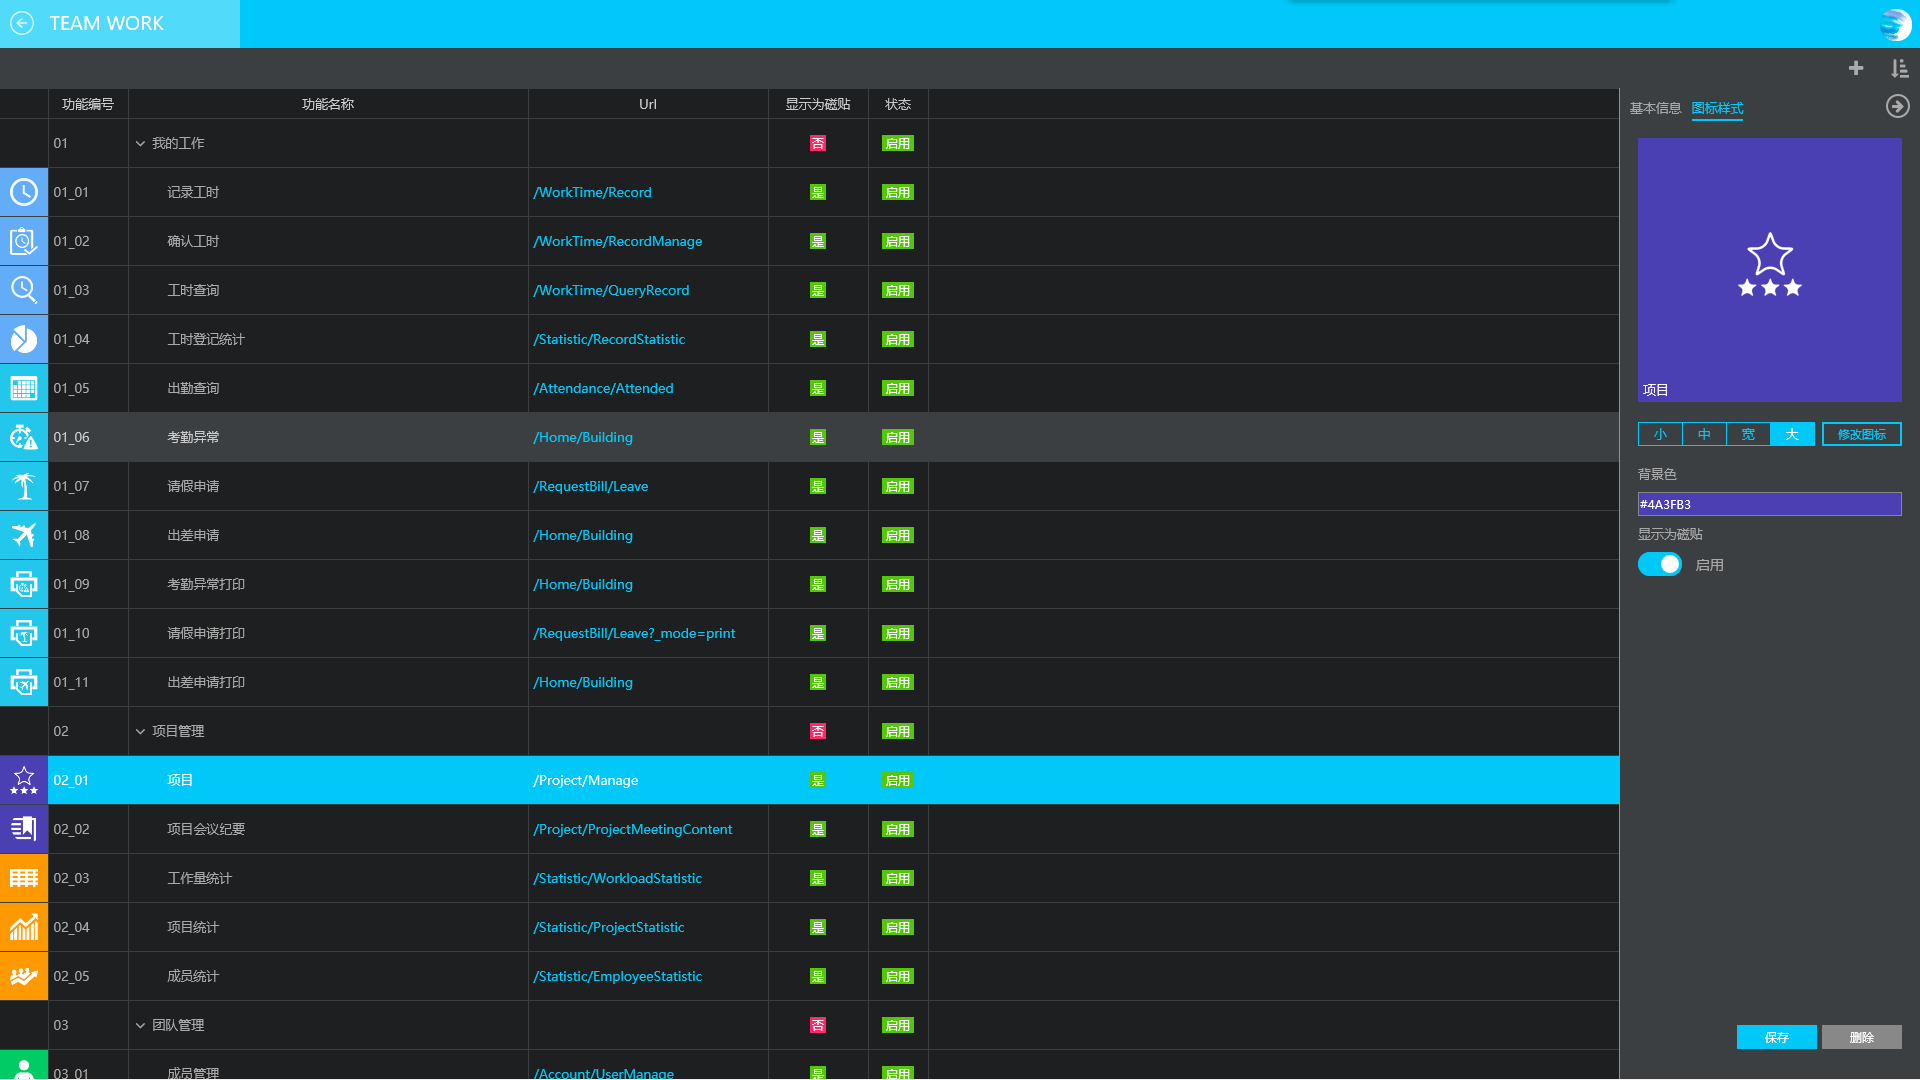 TEAM WORK
功能编号 功能名称 Url 显示为磁贴 状态
基本信息 图标样式
01 我的工作 否 启用
01_01 记录工时 /WorkTime/Record 是 启用
01_02 确认工时 /WorkTime/RecordManage 是 启用
01_03 工时查询 /WorkTime/QueryRecord 是 启用
01_04 工时登记统计 /Statistic/RecordStatistic 是 启用
01_05 出勤查询 /Attendance/Attended 是 启用
01_06 考勤异常 /Home/Building 是 启用
01_07 请假申请 /RequestBill/Leave 是 启用
01_08 出差申请 /Home/Building 是 启用
01_09 考勤异常打印 /Home/Building 是 启用
01_10 请假申请打印 /RequestBill/Leave?_mode=print 是 启用
01_11 出差申请打印 /Home/Building 是 启用
02 项目管理 否 启用
02_01 项目 /Project/Manage 是 启用
02_02 项目会议纪要 /Project/ProjectMeetingContent 是 启用
02_03 工作量统计 /Statistic/WorkloadStatistic 是 启用
02_04 项目统计 /Statistic/ProjectStatistic 是 启用
02_05 成员统计 /Statistic/EmployeeStatistic 是 启用
03 团队管理 否 启用
03_01 成员管理 /Account/UserManage 是 启用
项目
小 中 宽 大 修改图标
背景色
#4A3FB3
显示为磁贴
启用
保存 删除